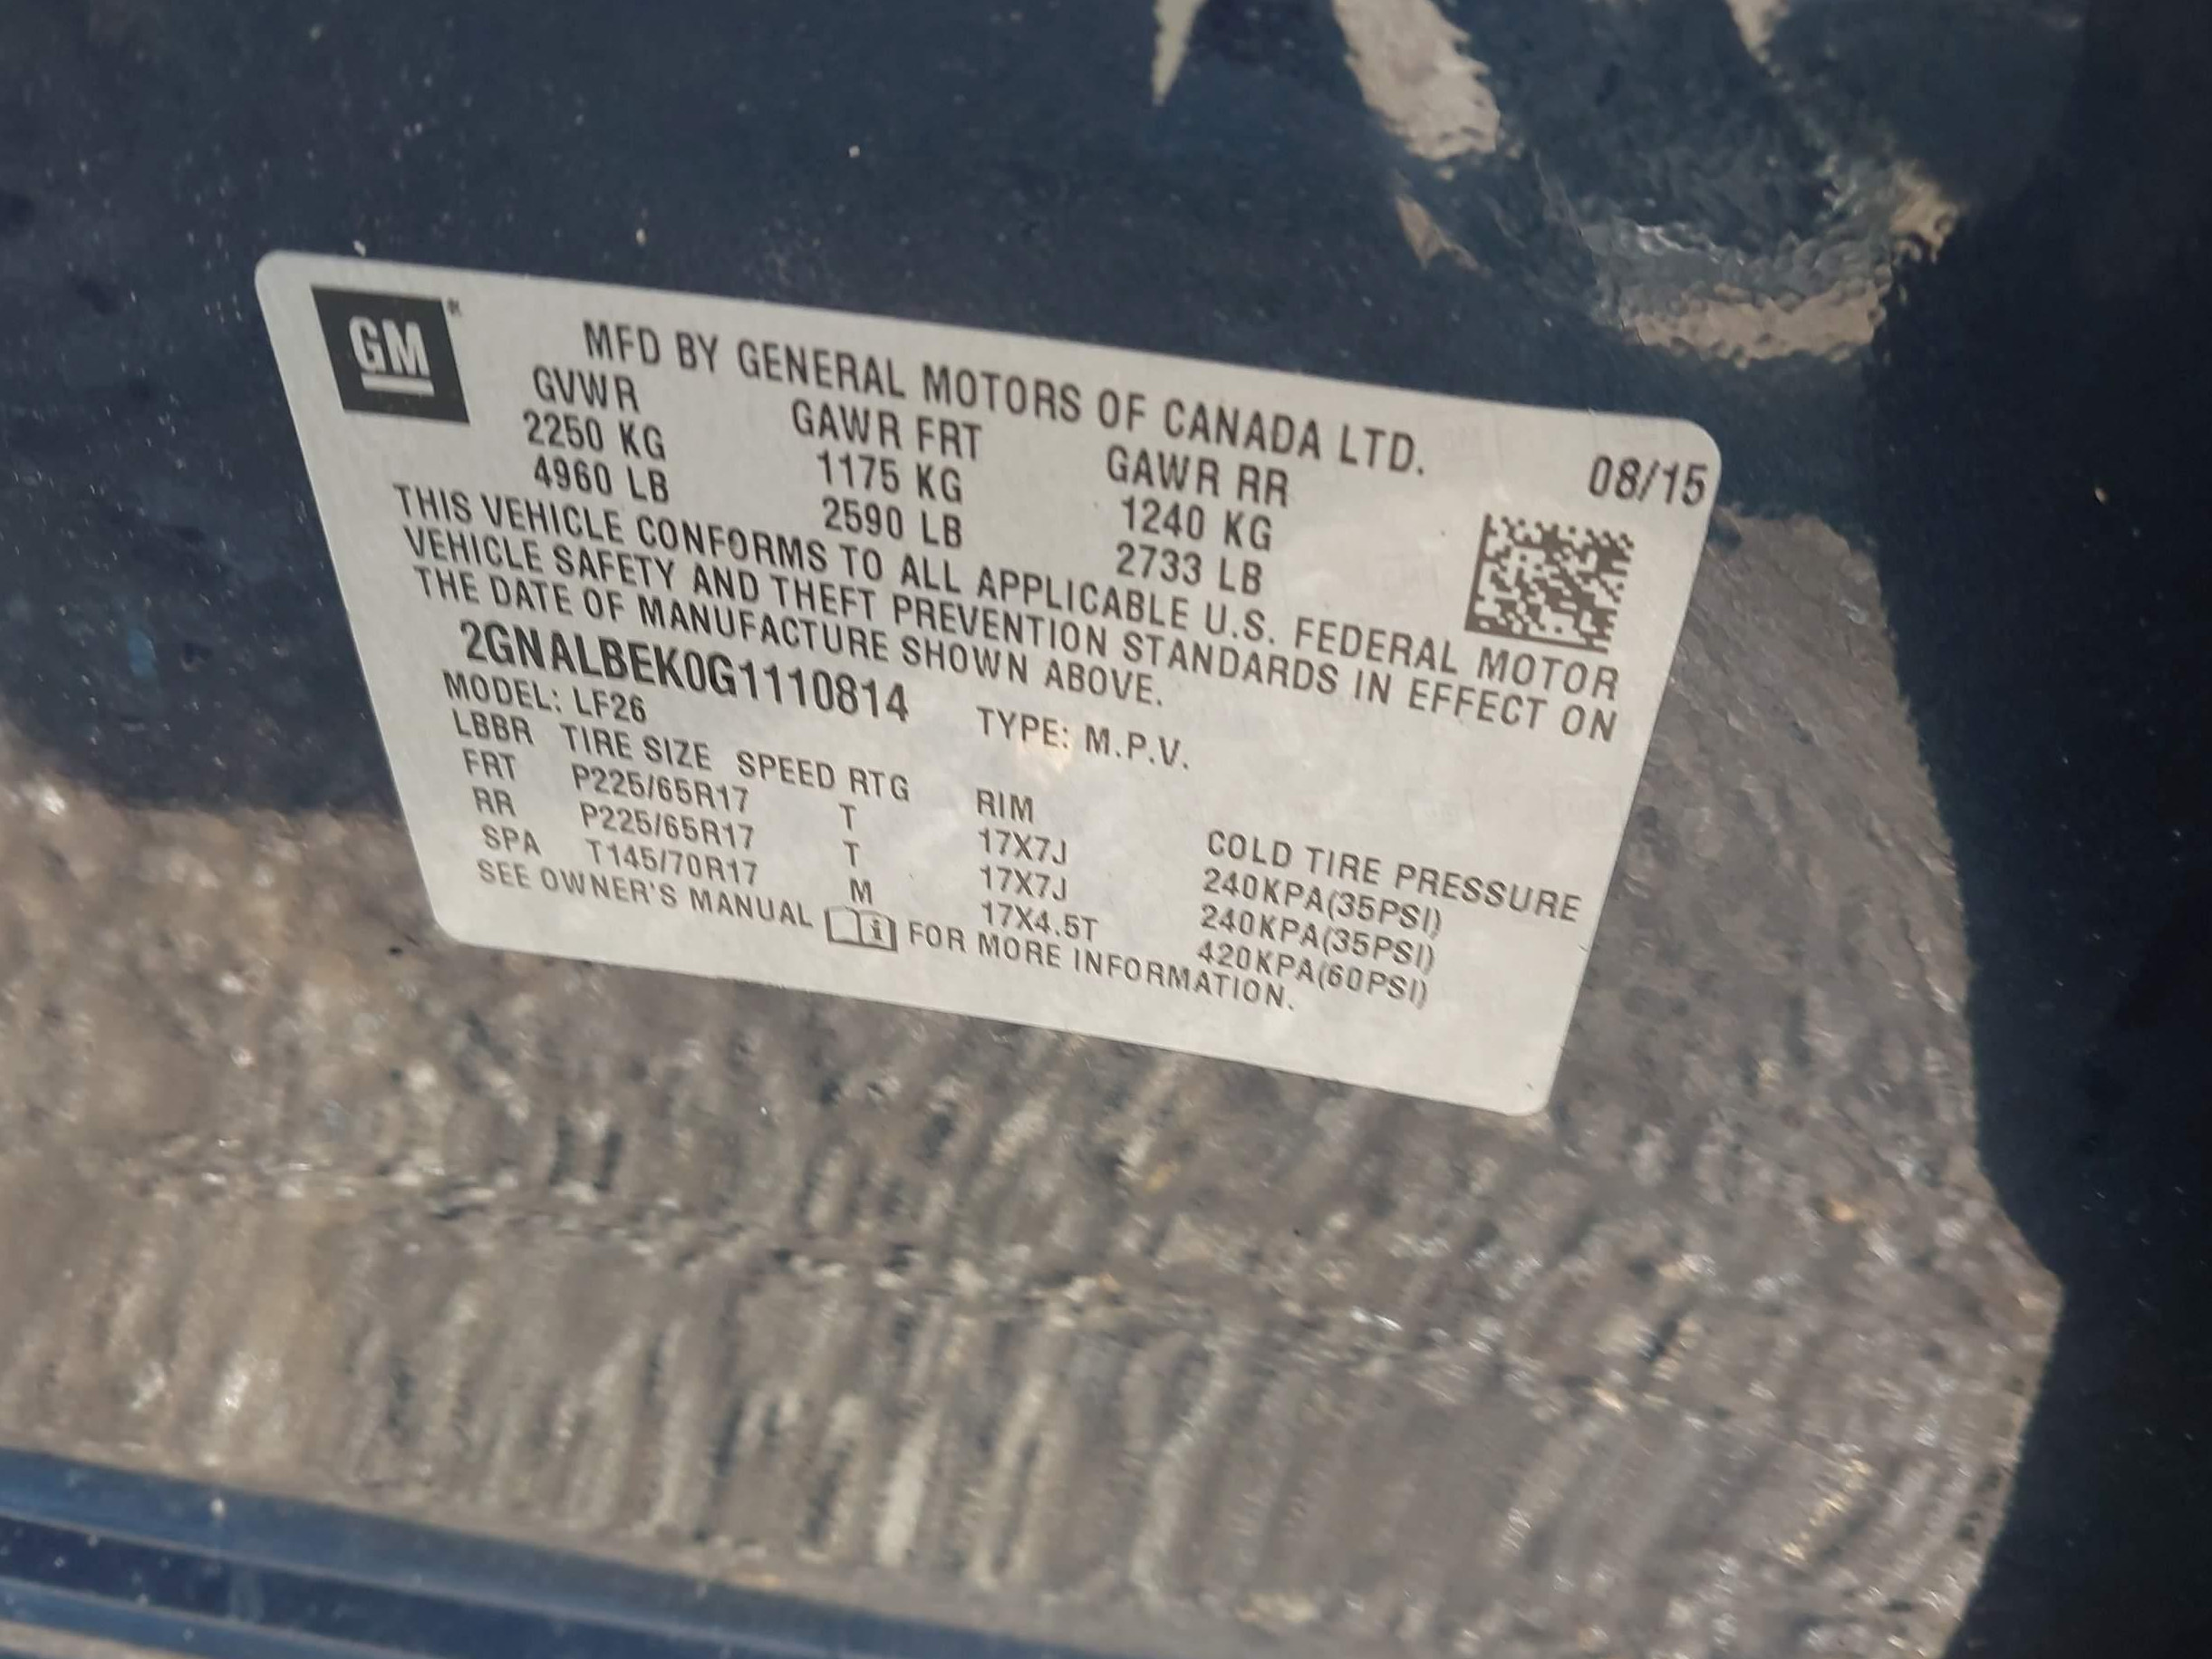 GM
MFD BY GENERAL MOTORS OF CANADA LTD.
08/15
GVWR GAWR FRT GAWR RR
2250 KG 1175 KG 1240 KG
4960 LB 2590 LB 2733 LB
THIS VEHICLE CONFORMS TO ALL APPLICABLE U.S. FEDERAL MOTOR
VEHICLE SAFETY AND THEFT PREVENTION STANDARDS IN EFFECT ON
THE DATE OF MANUFACTURE SHOWN ABOVE.
2GNALBEK0G1110814 TYPE: M.P.V.
MODEL: LF26
LBBR TIRE SIZE SPEED RTG RIM COLD TIRE PRESSURE
FRT P225/65R17 T 17X7J 240KPA(35PSI)
RR P225/65R17 T 17X7J 240KPA(35PSI)
SPA T145/70R17 M 17X4.5T 420KPA(60PSI)
SEE OWNER'S MANUAL i FOR MORE INFORMATION.